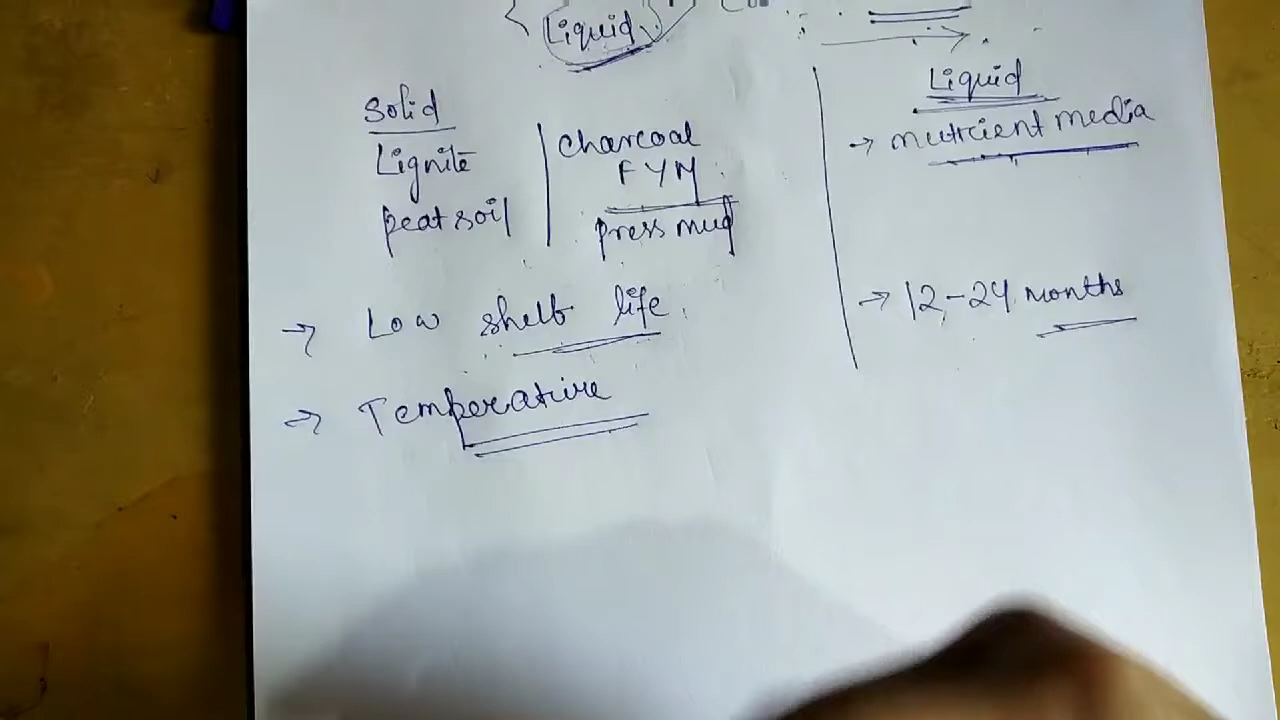 Liquid
Solid
Lignite
peat soil
charcoal
FYM
press mud
→ Low shelf life
→ Temperature
Liquid
→ nutrient media
→ 12-24 months